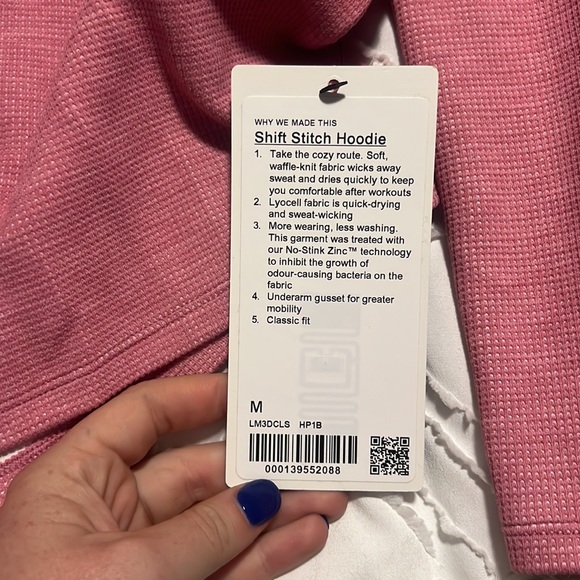 WHY WE MADE THIS
Shift Stitch Hoodie
1. Take the cozy route. Soft,
waffle-knit fabric wicks away
sweat and dries quickly to keep
you comfortable after workouts
2. Lyocell fabric is quick-drying
and sweat-wicking
3. More wearing, less washing.
This garment was treated with
our No-Stink Zinc™ technology
to inhibit the growth of
odour-causing bacteria on the
fabric
4. Underarm gusset for greater
mobility
5. Classic fit
M
LM3DCLS HP1B
000139552088